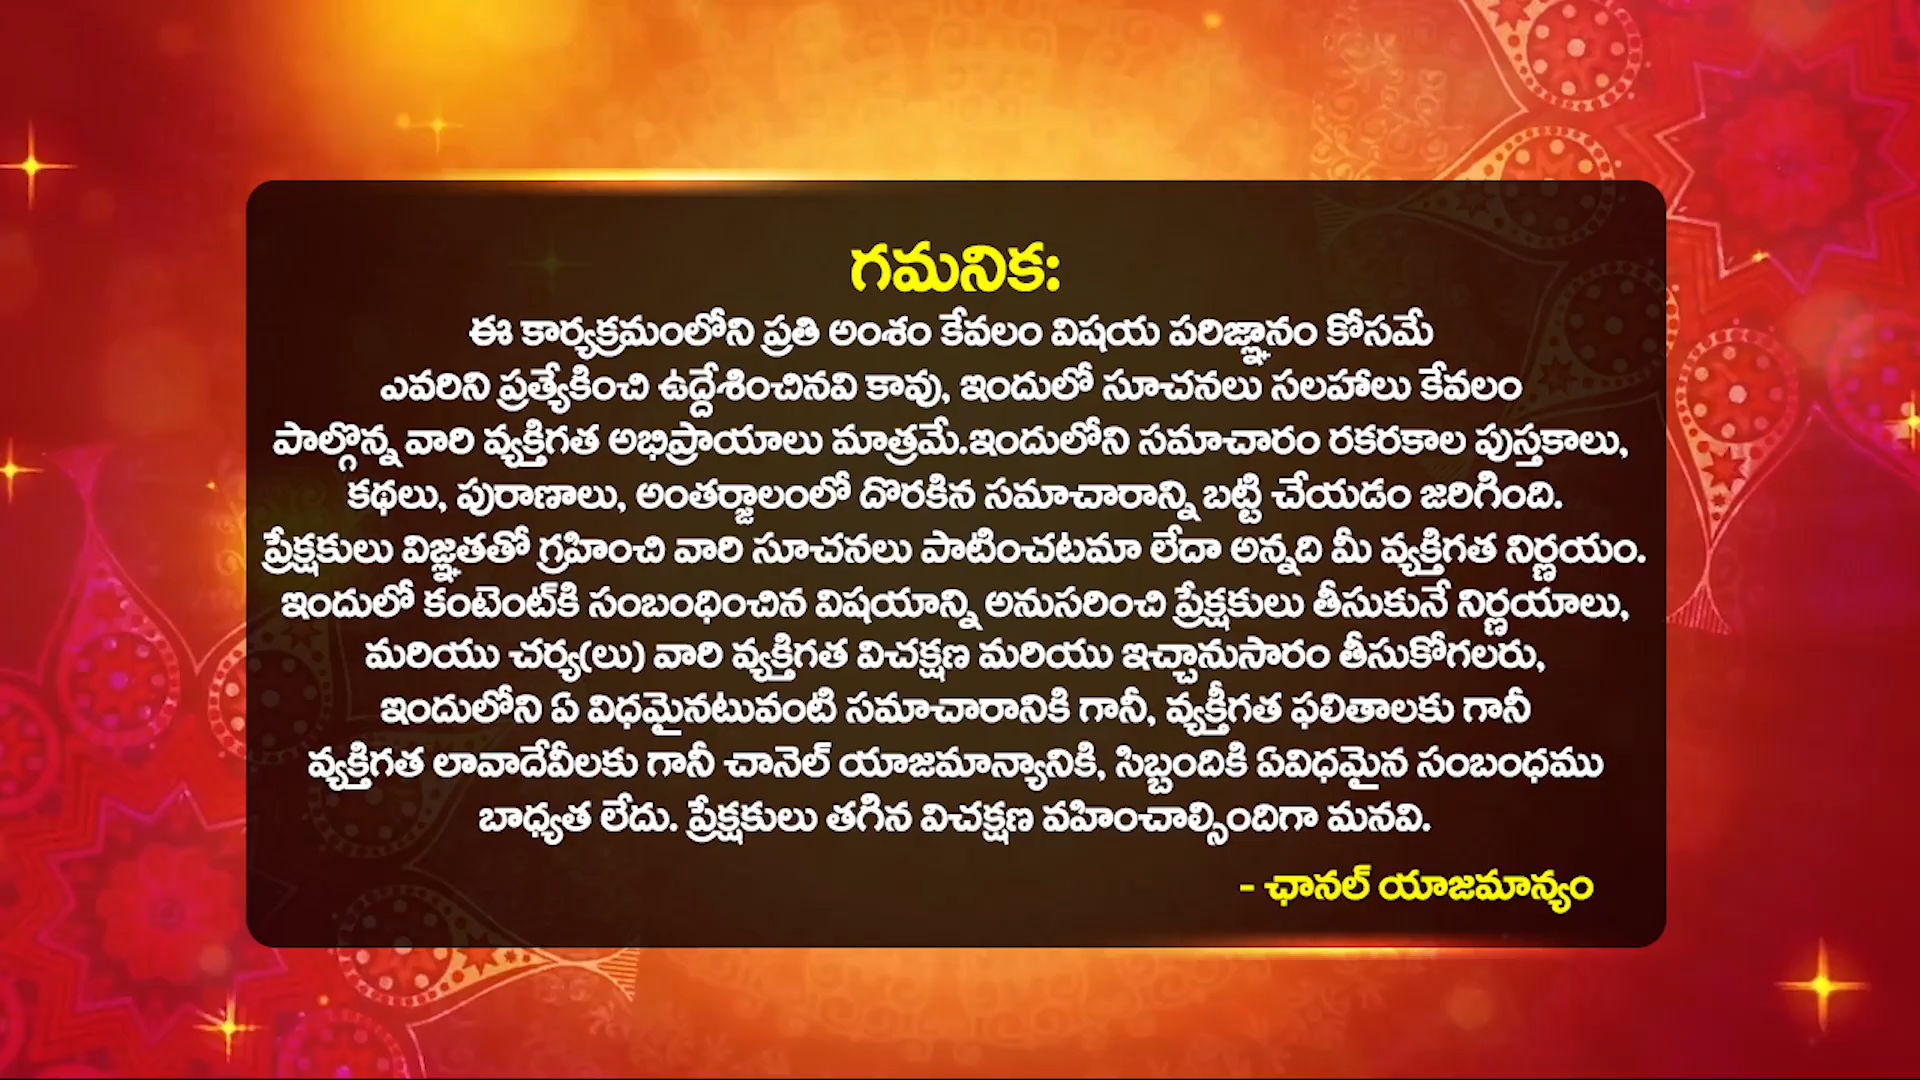 గమనిక:
ఈ కార్యక్రమంలోని ప్రతి అంశం కేవలం విషయ పరిజ్ఞానం కోసమే
ఎవరిని ప్రత్యేకించి ఉద్దేశించినవి కావు, ఇందులో సూచనలు సలహాలు కేవలం
పాల్గొన్న వారి వ్యక్తిగత అభిప్రాయాలు మాత్రమే.ఇందులోని సమాచారం రకరకాల పుస్తకాలు,
కథలు, పురాణాలు, అంతర్జాలంలో దొరకిన సమాచారాన్ని బట్టి చేయడం జరిగింది.
ప్రేక్షకులు విజ్ఞతతో గ్రహించి వారి సూచనలు పాటించటమా లేదా అన్నది మీ వ్యక్తిగత నిర్ణయం.
ఇందులో కంటెంట్‌కి సంబంధించిన విషయాన్ని అనుసరించి ప్రేక్షకులు తీసుకునే నిర్ణయాలు,
మరియు చర్య(లు) వారి వ్యక్తిగత విచక్షణ మరియు ఇచ్చానుసారం తీసుకోగలరు,
ఇందులోని ఏ విధమైనటువంటి సమాచారానికి గానీ, వ్యక్తీగత ఫలితాలకు గానీ
వ్యక్తిగత లావాదేవీలకు గానీ చానెల్ యాజమాన్యానికి, సిబ్బందికి ఏవిధమైన సంబంధము
బాధ్యత లేదు. ప్రేక్షకులు తగిన విచక్షణ వహించాల్సిందిగా మనవి.
- ఛానల్ యాజమాన్యం